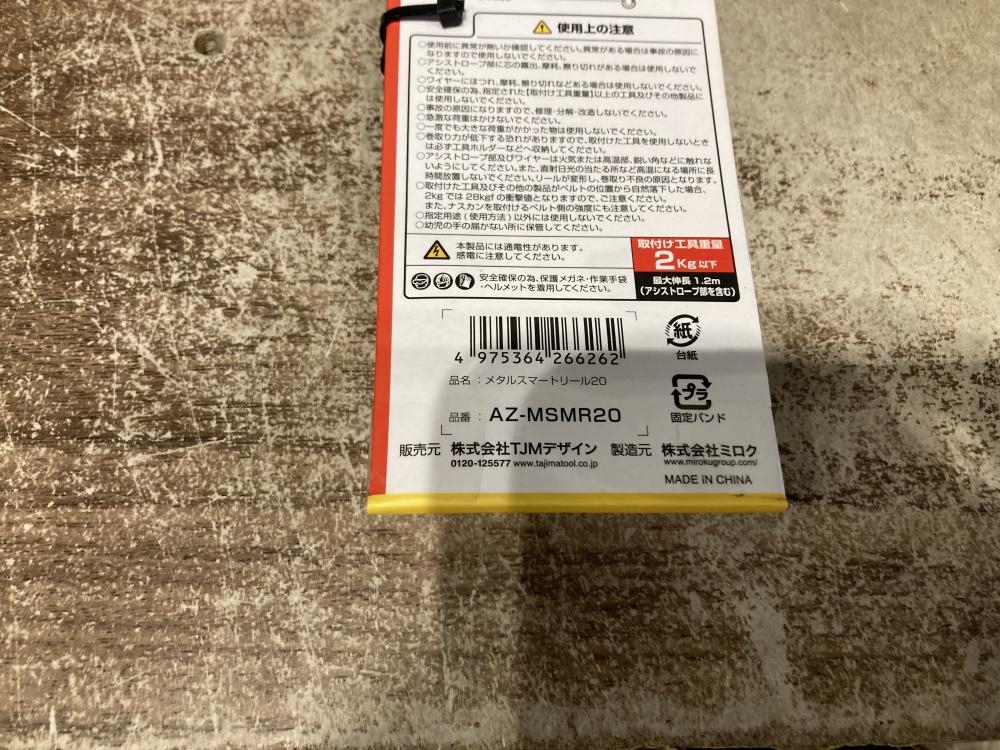 使用上の注意
○使用前に異常が無いか確認してください。異常がある場合は事故の原因に
なりますので使用しないでください。
○アシストロープ部に芯の露出、摩耗、擦り切れがある場合は使用しないで
ください。
○ワイヤーにほつれ、摩耗、擦り切れなどある場合は使用しないでください。
○安全確保の為、指定された【取付け工具重量】以上の工具及びその他製品に
は使用しないでください。
○事故の原因になりますので、修理・分解・改造しないでください。
○急激な荷重はかけないでください。
○一度でも大きな荷重がかかった物は使用しないでください。
○巻取り力が低下する恐れがありますので、取付けた工具を使用しないとき
は必ず工具ホルダーなどへ収納してください。
○アシストロープ部及びワイヤーは火気または高温部、鋭い角などに触れな
いようにしてください。また、直射日光の当たる所など高温になる場所に長
時間放置しないでください。リールが変形し、巻取り不良の原因となります。
○取付けた工具及びその他の製品がベルトの位置から自然落下した場合、
2kgでは28kgfの衝撃値となりますので、ご注意ください。
また、ナスカンを取付けるベルト側の強度にも注意してください。
○指定用途(使用方法)以外には使用しないでください。
○幼児の手の届かない所に保管してください。
本製品には通電性があります。
感電に注意してください。
取付け工具重量
2Kg以下
安全確保の為、保護メガネ・作業手袋
・ヘルメットを着用してください。
最大伸長 1.2m
(アシストロープ部を含む)
4 975364 266262
紙
台紙
品名：メタルスマートリール20
プラ
固定バンド
品番：AZ-MSMR20
販売元 株式会社TJMデザイン 製造元 株式会社ミロク
0120-125577 www.tajimatool.co.jp www.mirokugroup.com/
MADE IN CHINA